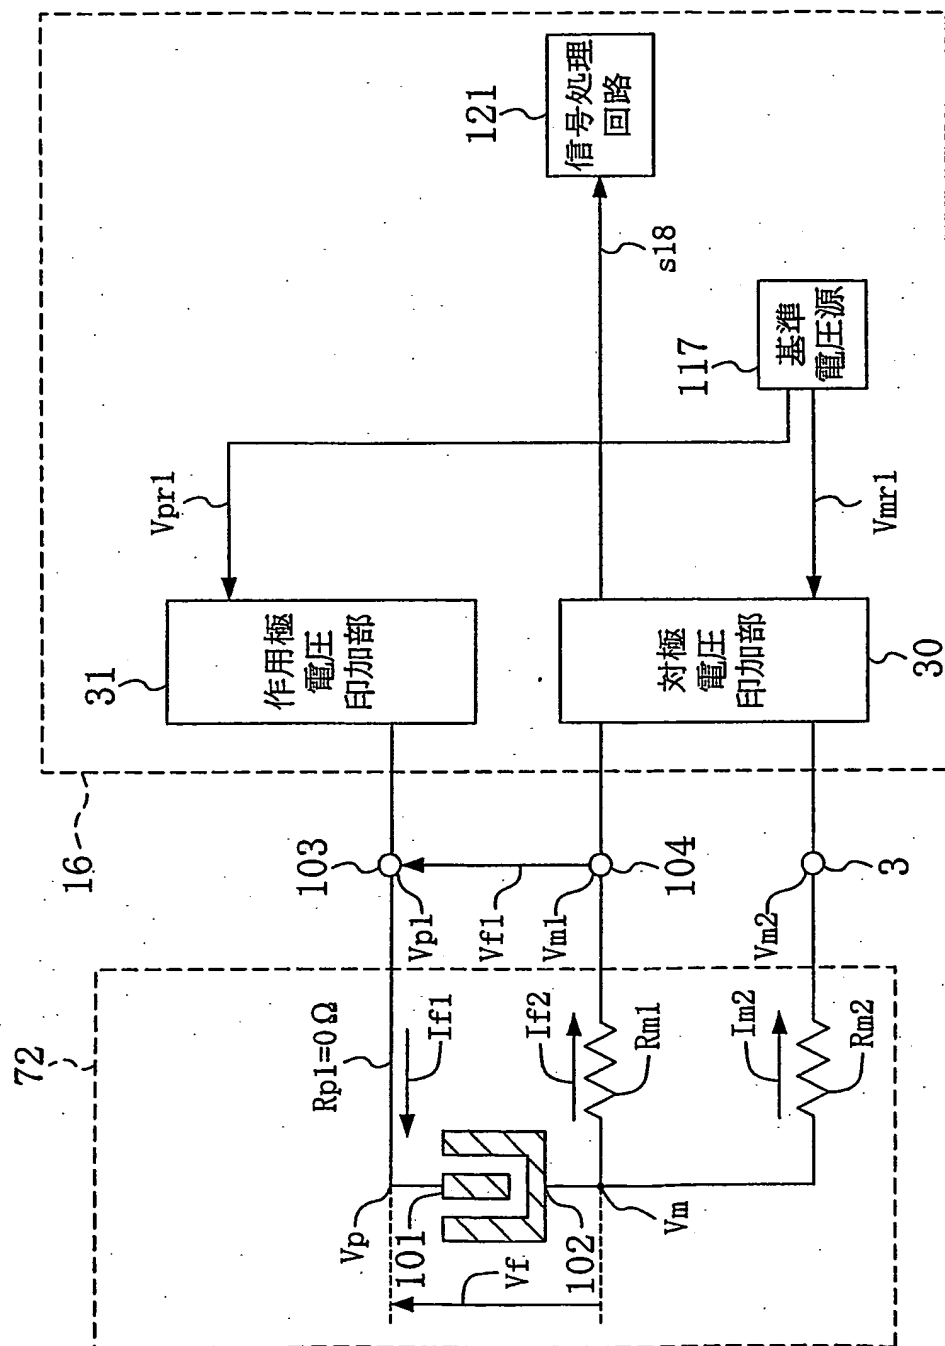 72
16
Rp1=0Ω
If1
Vp
101
Vf
102
Vm
If2
Rm1
Im2
Rm2
103
Vp1
Vf1
Vm1
104
Vm2
3
31
作用極
電圧
印加部
対極
電圧
印加部
30
Vpr1
Vmr1
s18
117
基準
電圧源
121
信号処理
回路